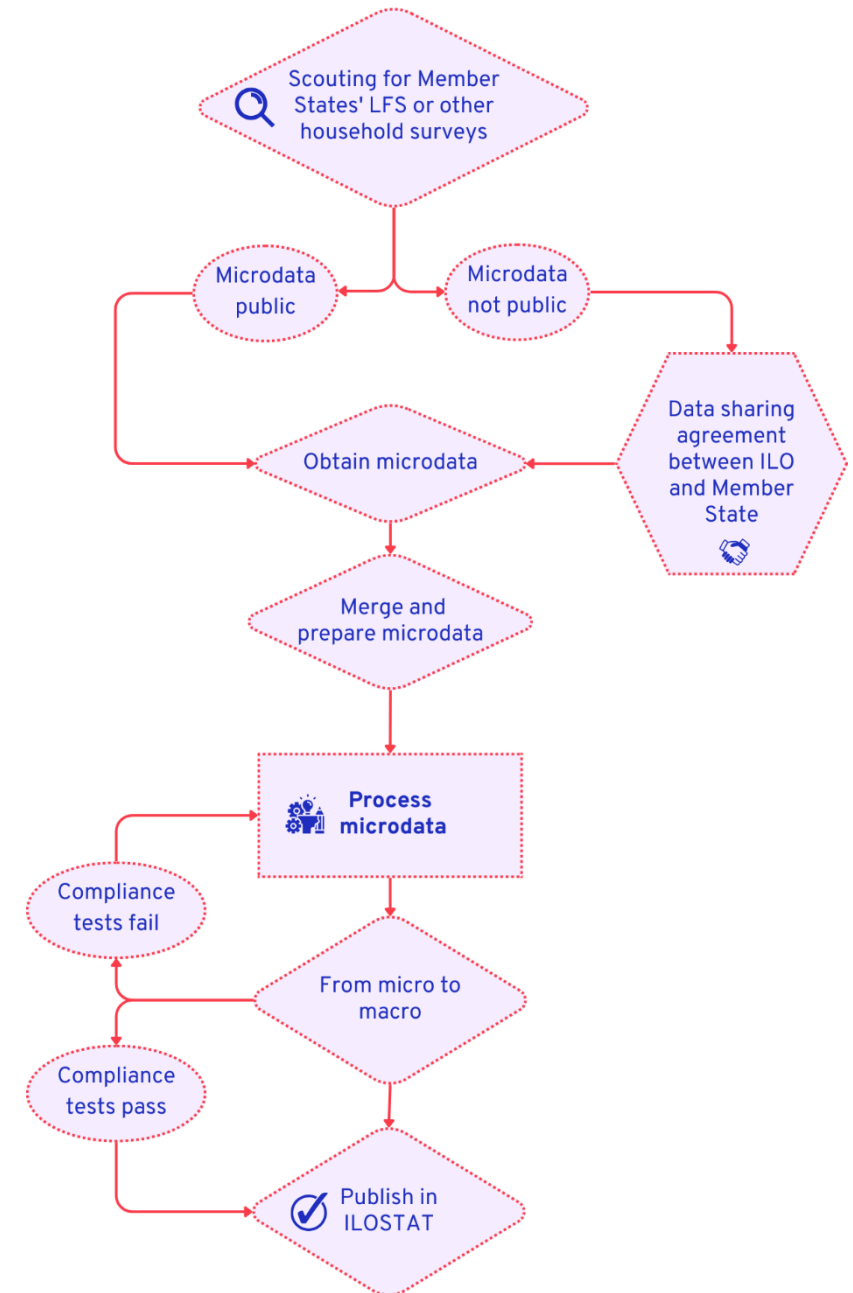 Scouting for Member
States' LFS or other
household surveys
Microdata
public
Microdata
not public
Data sharing
agreement
between ILO
and Member
State
Obtain microdata
Merge and
prepare microdata
Process
microdata
Compliance
tests fail
From micro to
macro
Compliance
tests pass
Publish in
ILOSTAT